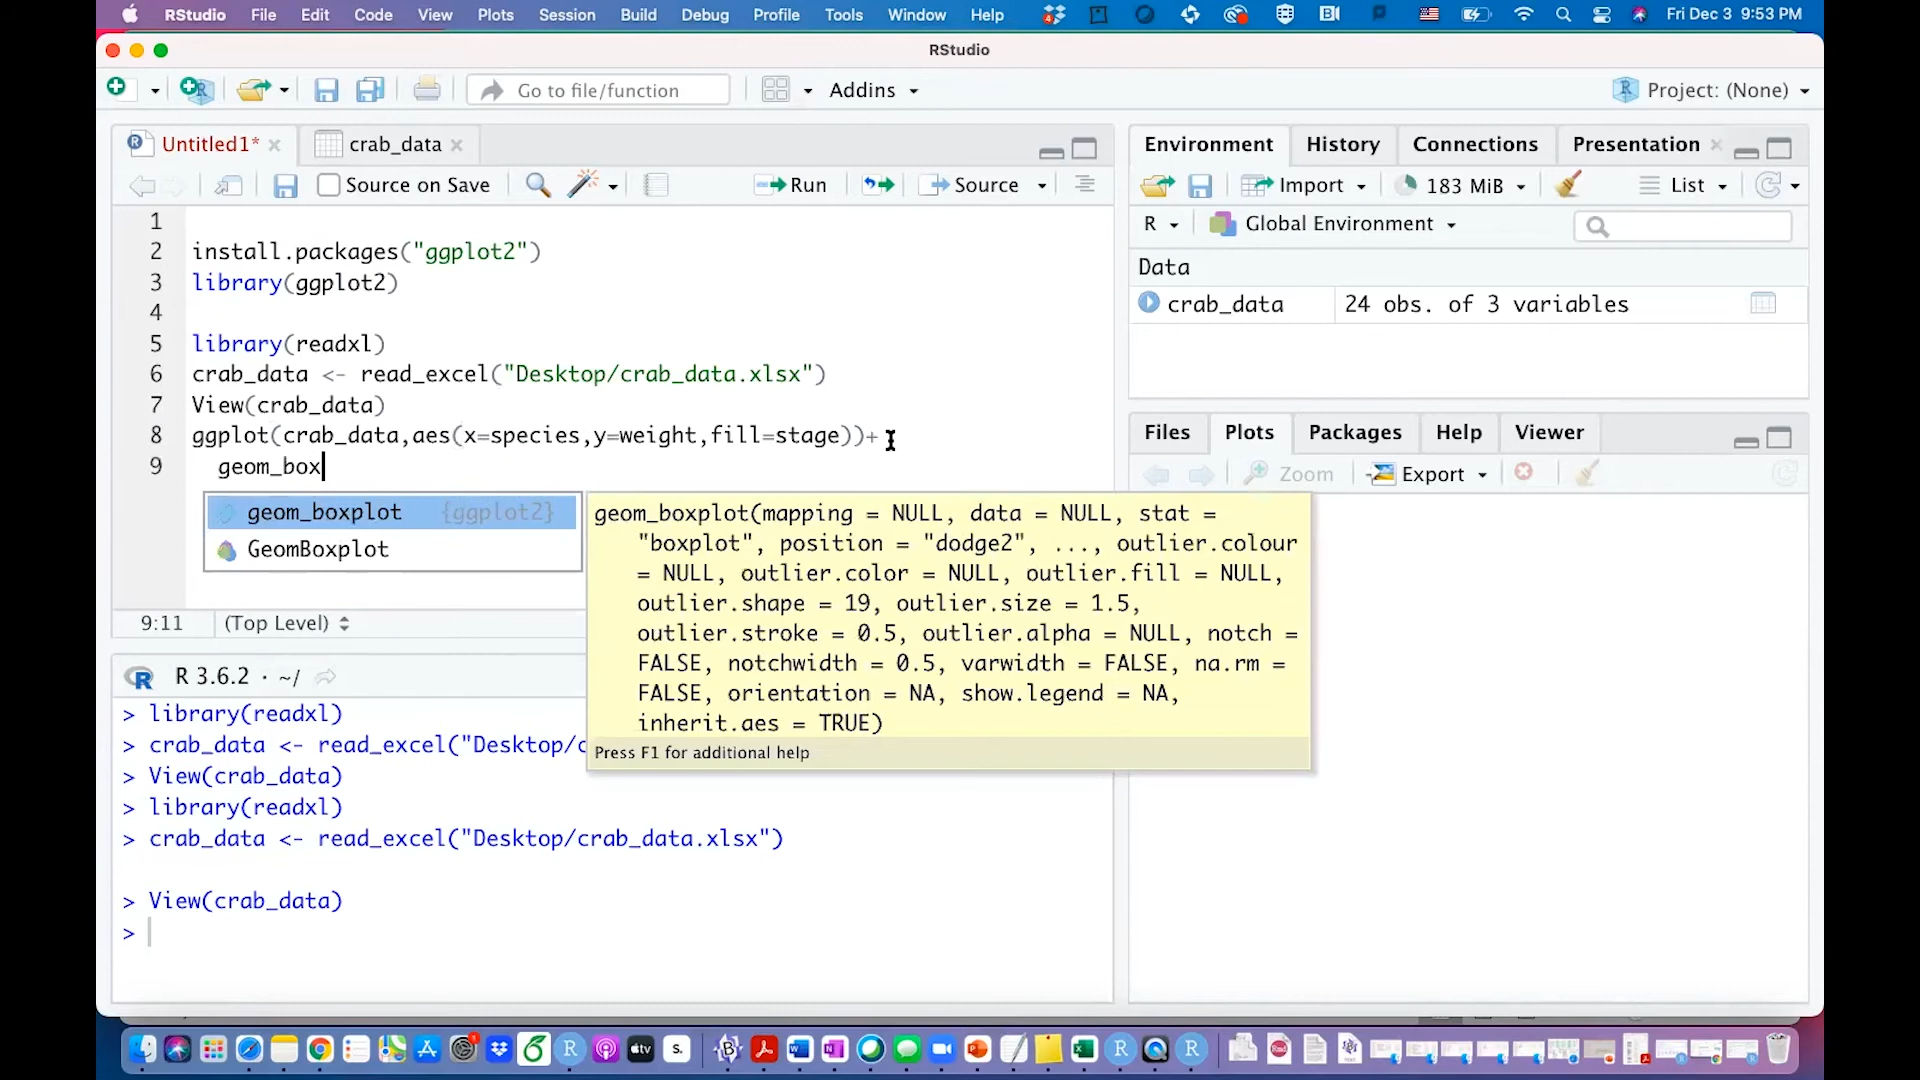 RStudio File Edit Code View Plots Session Build Debug Profile Tools Window Help Fri Dec 3 9:53 PM
RStudio
Go to file/function Addins Project: (None)
Untitled1* crab_data
Source on Save Run Source
1
2 install.packages("ggplot2")
3 library(ggplot2)
4
5 library(readxl)
6 crab_data <- read_excel("Desktop/crab_data.xlsx")
7 View(crab_data)
8 ggplot(crab_data,aes(x=species,y=weight,fill=stage))+
9 geom_box
geom_boxplot {ggplot2}
GeomBoxplot
geom_boxplot(mapping = NULL, data = NULL, stat =
"boxplot", position = "dodge2", ..., outlier.colour
= NULL, outlier.color = NULL, outlier.fill = NULL,
outlier.shape = 19, outlier.size = 1.5,
outlier.stroke = 0.5, outlier.alpha = NULL, notch =
FALSE, notchwidth = 0.5, varwidth = FALSE, na.rm =
FALSE, orientation = NA, show.legend = NA,
inherit.aes = TRUE)
Press F1 for additional help
9:11 (Top Level)
R 3.6.2 · ~/
> library(readxl)
> crab_data <- read_excel("Desktop/c
> View(crab_data)
> library(readxl)
> crab_data <- read_excel("Desktop/crab_data.xlsx")
> View(crab_data)
>
Environment History Connections Presentation
Import 183 MiB List
R Global Environment
Data
crab_data 24 obs. of 3 variables
Files Plots Packages Help Viewer
Zoom Export
tv S.